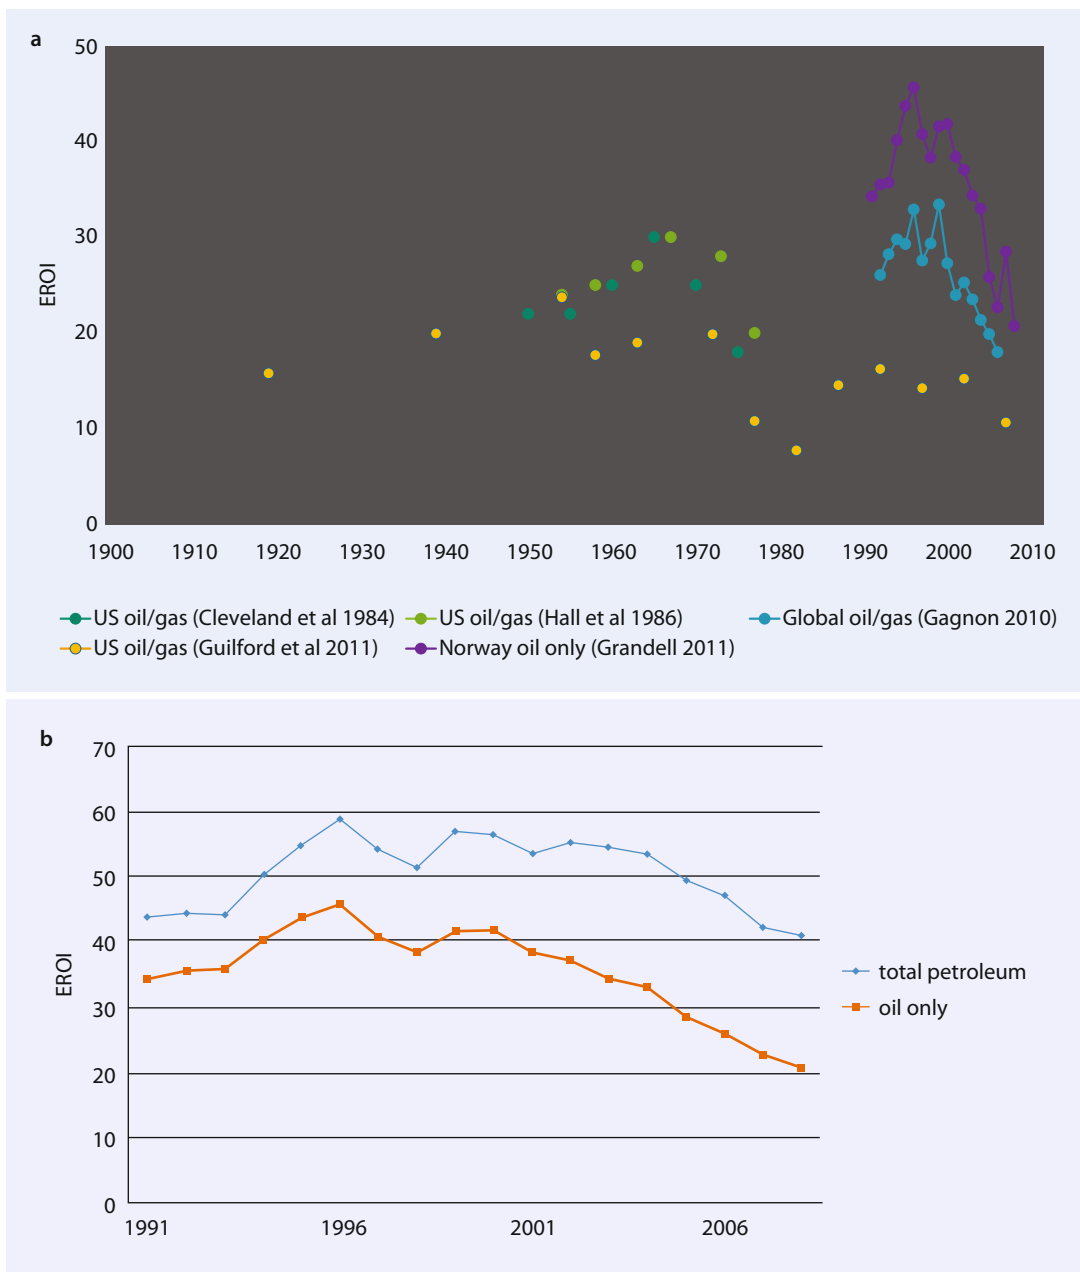 a
50
40
30
20
10
0
EROI
1900 1910 1920 1930 1940 1950 1960 1970 1980 1990 2000 2010
US oil/gas (Cleveland et al 1984) US oil/gas (Hall et al 1986) Global oil/gas (Gagnon 2010)
US oil/gas (Guilford et al 2011) Norway oil only (Grandell 2011)
b
70
60
50
40
30
20
10
0
EROI
1991 1996 2001 2006
total petroleum
oil only